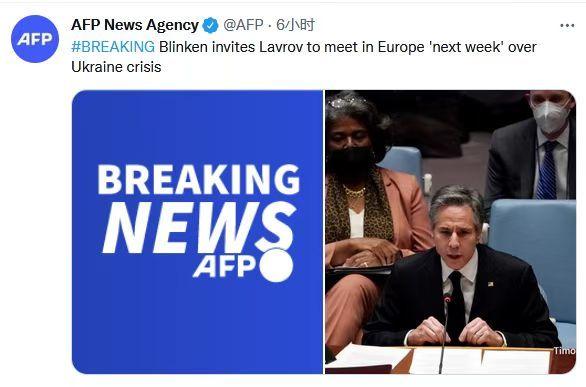 AFP
AFP News Agency @AFP · 6小时
#BREAKING Blinken invites Lavrov to meet in Europe 'next week' over
Ukraine crisis
BREAKING
NEWS
AFP
Timo